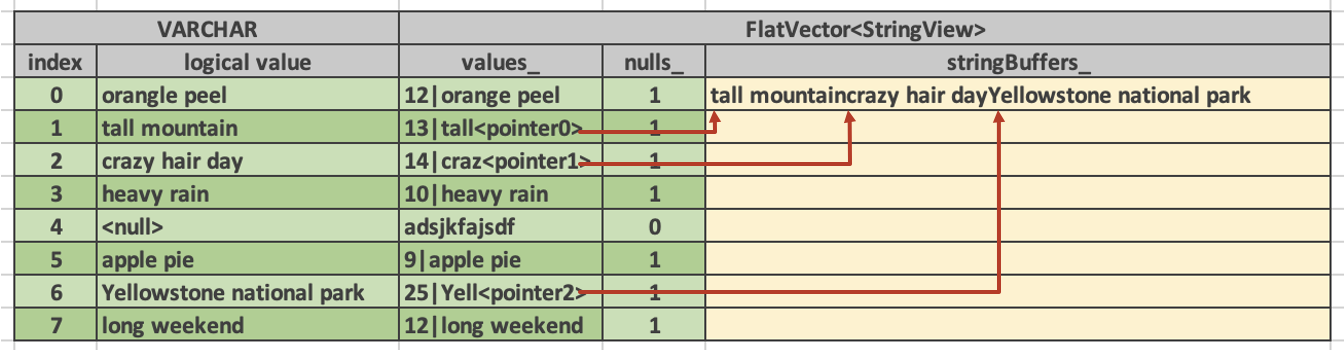 VARCHAR FlatVector<StringView>
index logical value values_ nulls_ stringBuffers_
0 orangle peel 12|orange peel 1 tall mountaincrazy hair dayYellowstone national park
1 tall mountain 13|tall<pointer0> 1
2 crazy hair day 14|craz<pointer1> 1
3 heavy rain 10|heavy rain 1
4 <null> adsjkfajsdf 0
5 apple pie 9|apple pie 1
6 Yellowstone national park 25|Yell<pointer2> 1
7 long weekend 12|long weekend 1